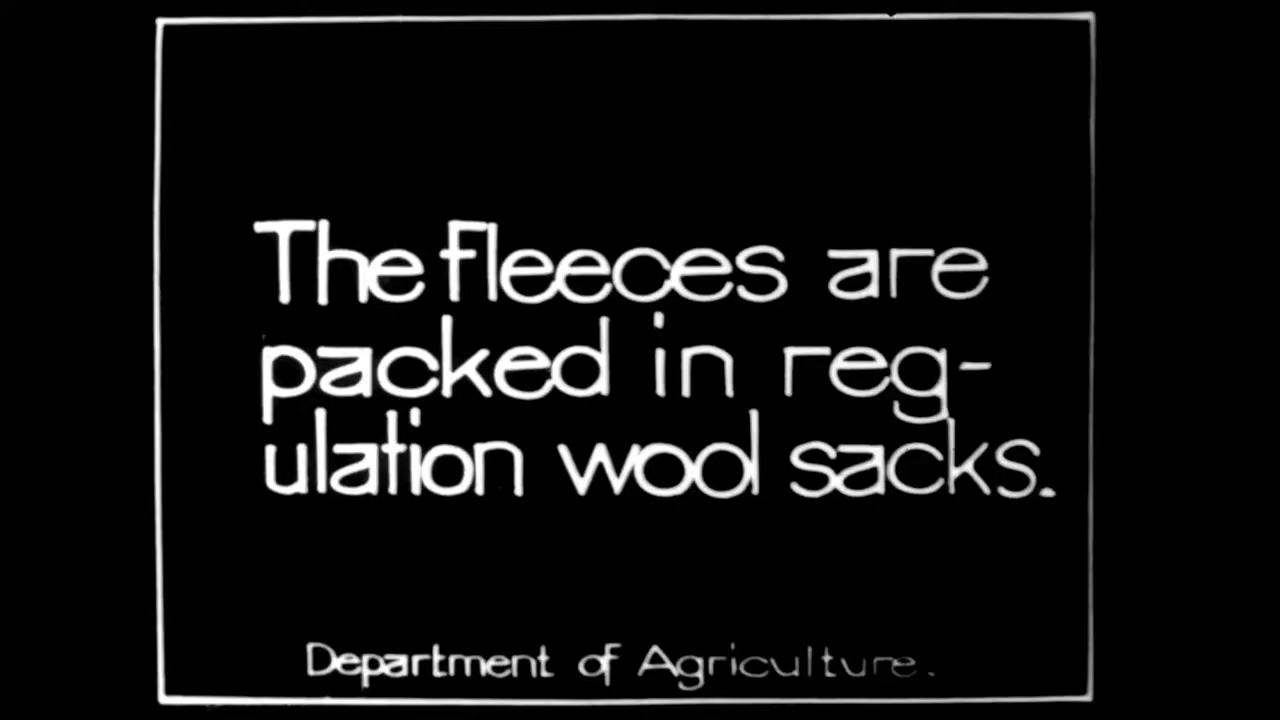 The fleeces are
packed in reg-
ulation wool sacks.
Department of Agriculture.